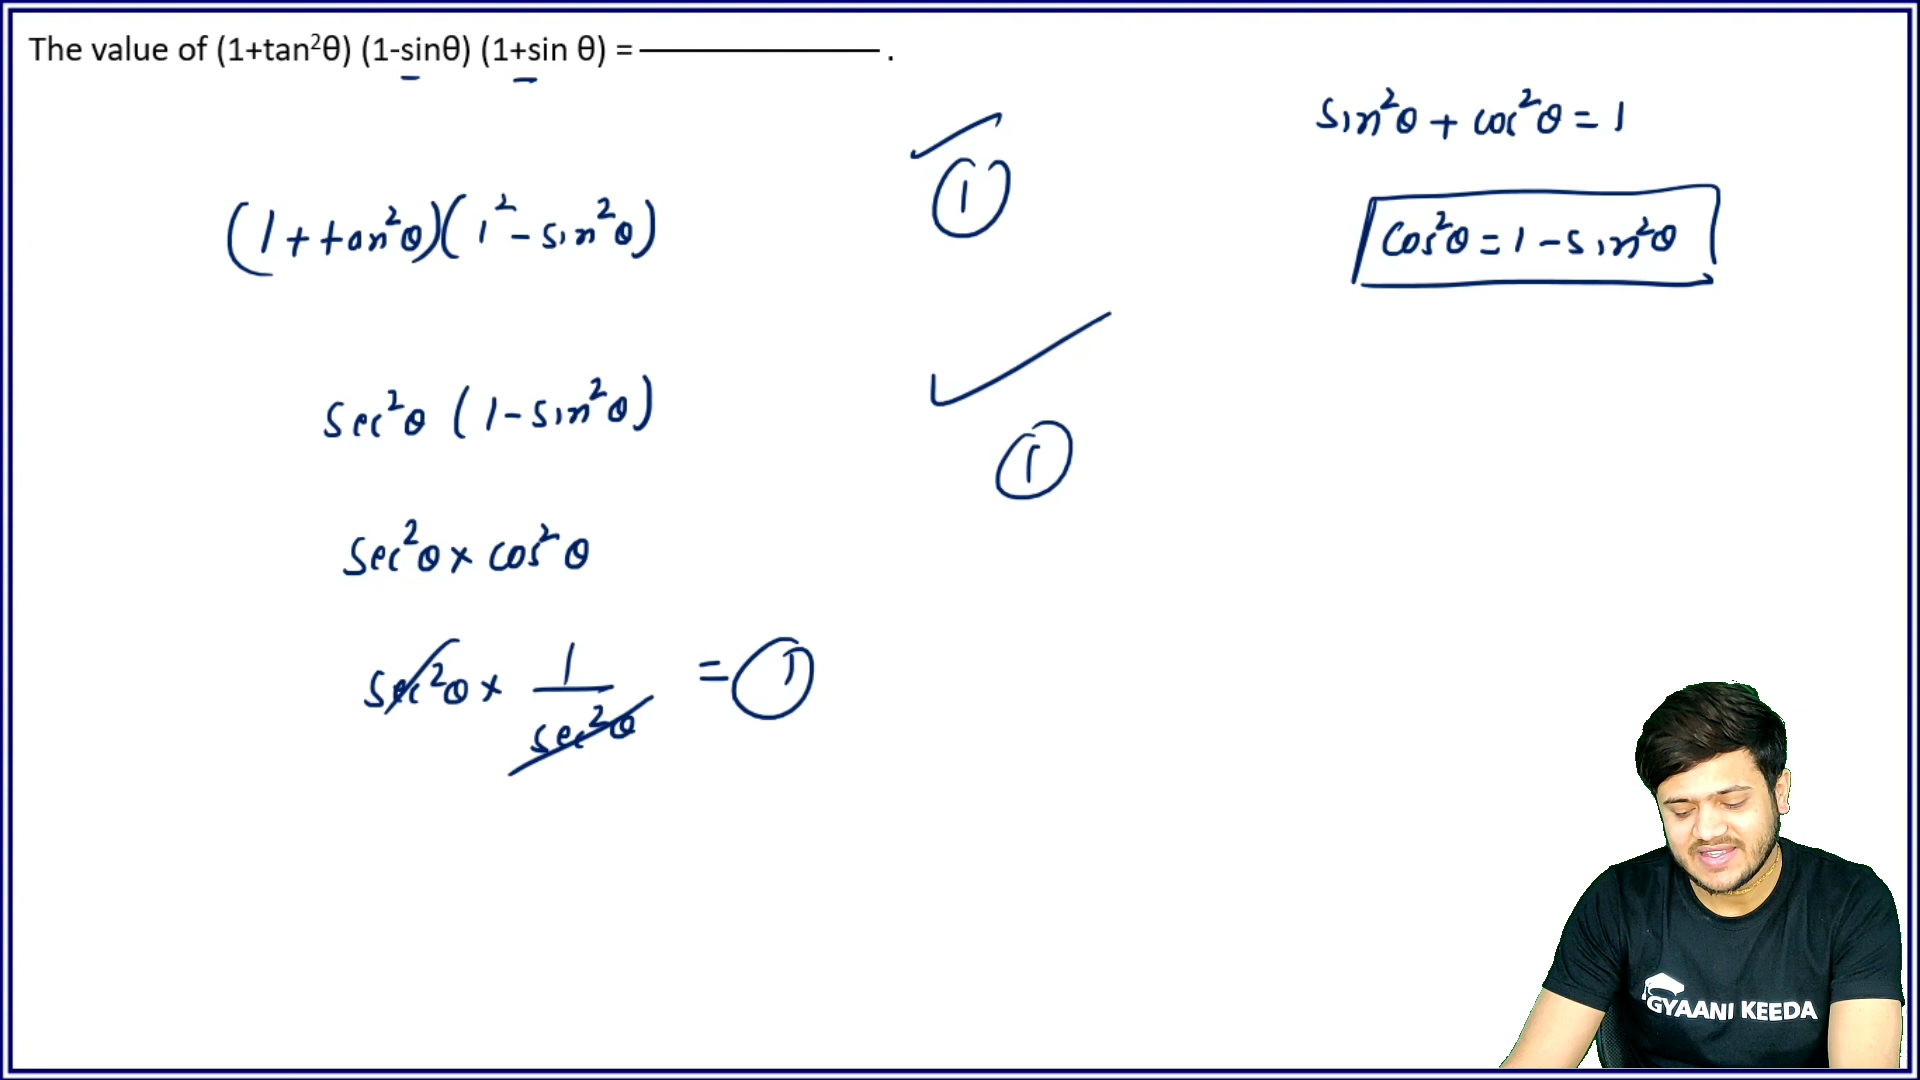 The value of (1+tan²θ) (1-sinθ) (1+sin θ) = —————— .
sin²θ + cos²θ = 1
1
(1+tan²θ)(1²-sin²θ)
cos²θ = 1-sin²θ
sec²θ (1-sin²θ)
1
sec²θ × cos²θ
sec²θ × 1/sec²θ = 1
GYAANI KEEDA